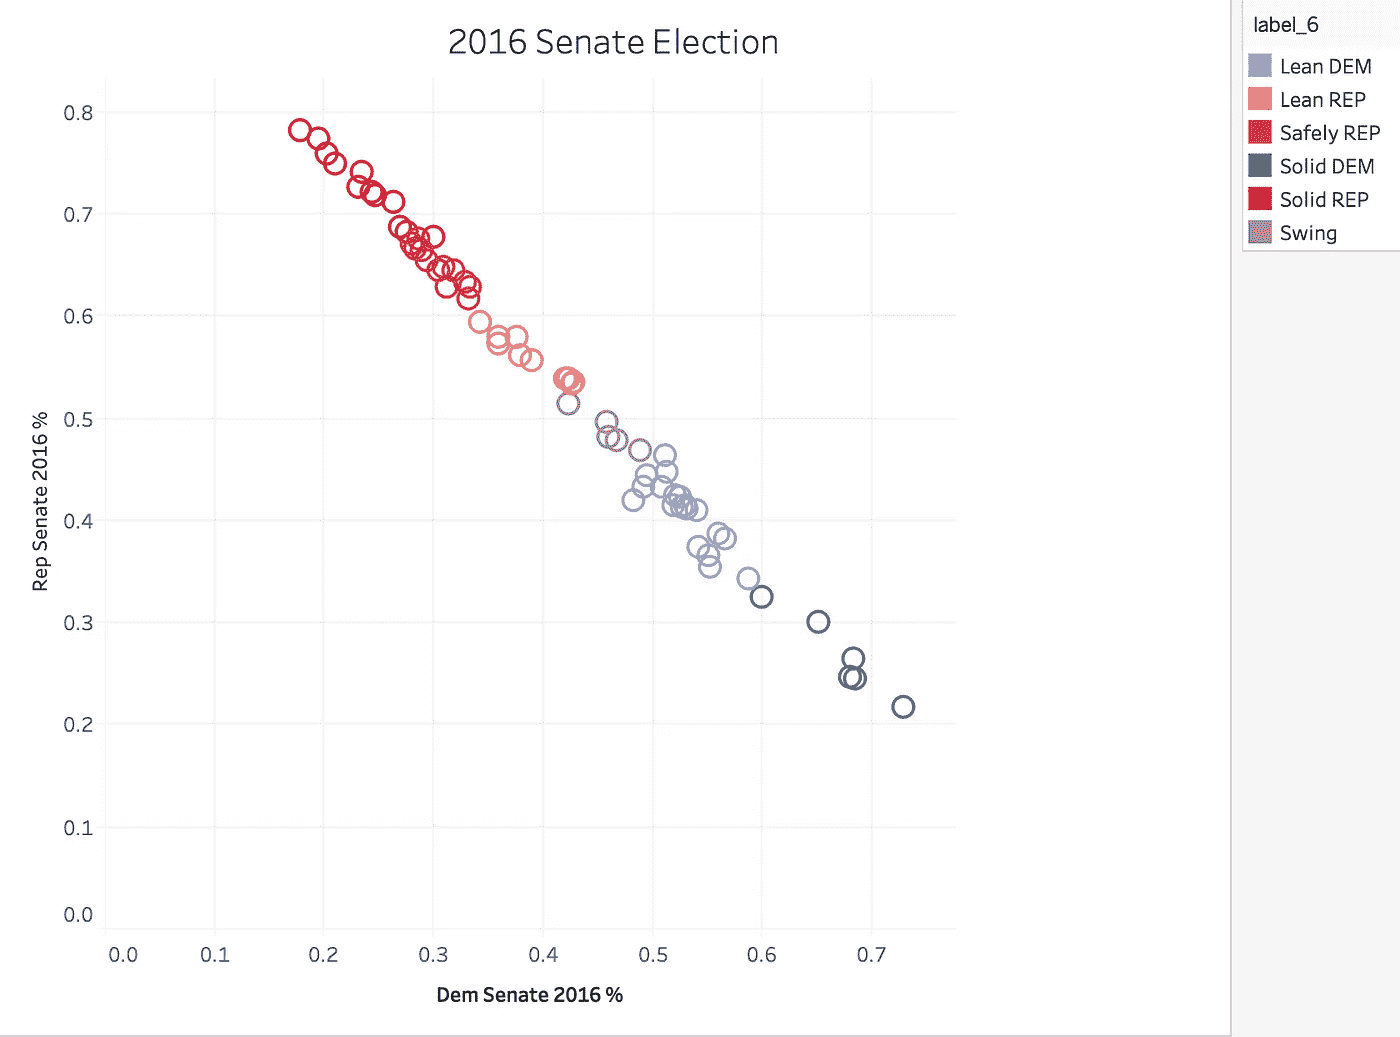 2016 Senate Election
label_6
Lean DEM
Lean REP
Safely REP
Solid DEM
Solid REP
Swing
Rep Senate 2016 %
0.8
0.7
0.6
0.5
0.4
0.3
0.2
0.1
0.0
0.0 0.1 0.2 0.3 0.4 0.5 0.6 0.7
Dem Senate 2016 %